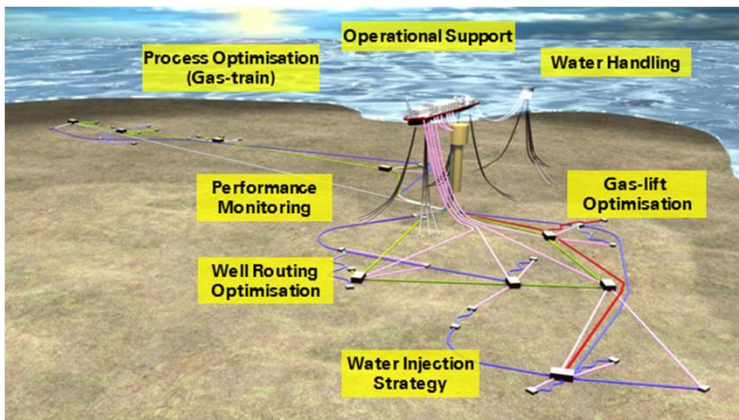 Operational Support
Process Optimisation
(Gas-train)
Water Handling
Performance
Monitoring
Gas-lift
Optimisation
Well Routing
Optimisation
Water Injection
Strategy